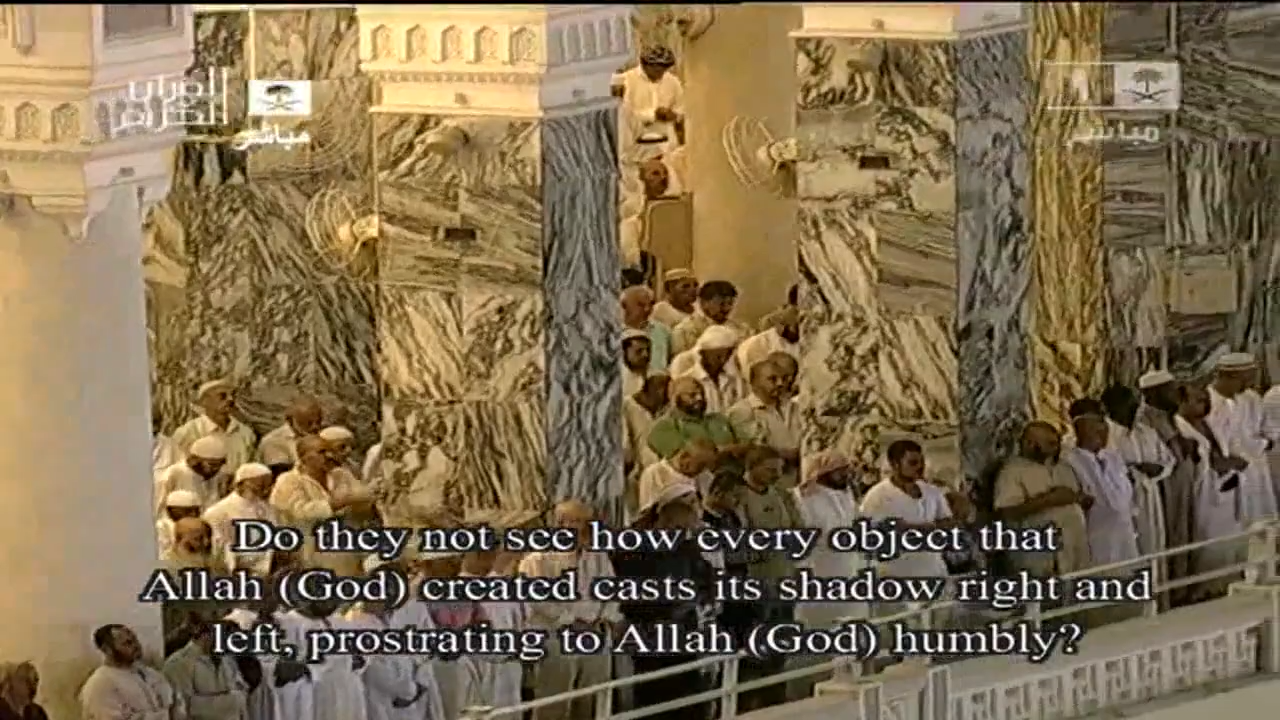 القرآن
الكريم
مباشر
مباشر
Do they not see how every object that
Allah (God) created casts its shadow right and
left, prostrating to Allah (God) humbly?